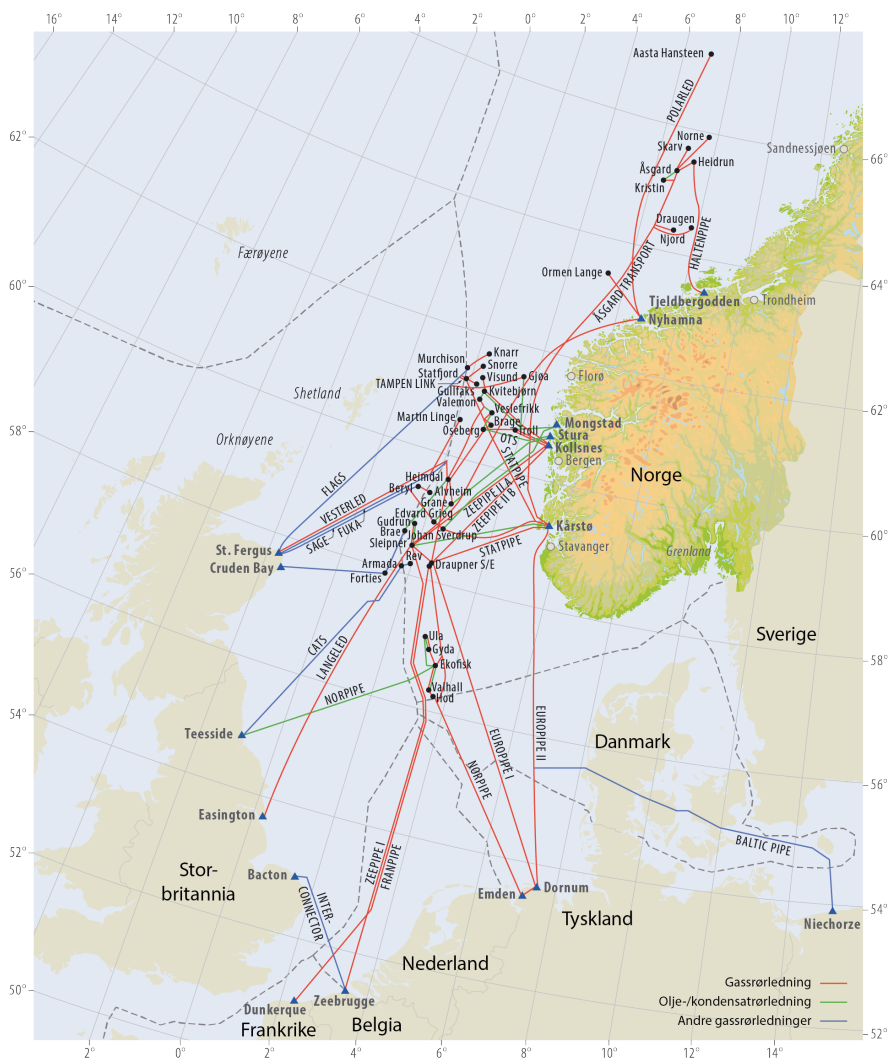 16°
14°
12°
10°
8°
6°
4°
2°
0°
2°
4°
6°
8°
10°
12°
62°
60°
58°
56°
54°
52°
50°
66°
64°
62°
60°
58°
56°
54°
52°
Aasta Hansteen
POLARLED
Norne
Skarv
Heidrun
Åsgard
Kristin
Sandnessjøen
Draugen
Njord
HALTENPIPE
Ormen Lange
ÅSGARD TRANSPORT
Tjeldbergodden
Trondheim
Nyhamna
Færøyene
Knarr
Murchison
Snorre
Statfjord
Visund
Gjøa
Florø
TAMPEN LINK
Gullfaks
Kvitebjørn
Valemon
Shetland
Veslefrikk
Martin Linge
Brage
Oseberg
Troll
OTS
Mongstad
Stura
Kollsnes
Bergen
Orknøyene
STATPIPE
Norge
FLAGS
Heimdal
Beryl
Alvheim
VESTERLED
Grane
ZEEPIPE II A
ZEEPIPE II B
SAGE
FUKA
Edvard Grieg
Gudrun
Brae
Johan Sverdrup
Kårstø
Sleipner
STATPIPE
Stavanger
Grenland
St. Fergus
Cruden Bay
Rev
Armada
Draupner S/E
Forties
CATS
LANGELED
Ula
Gyda
Ekofisk
Sverige
NORPIPE
Valhall
Hod
Teesside
EUROPIPE II
EUROPIPE I
Danmark
NORPIPE
Easington
BALTIC PIPE
Stor-
britannia
Bacton
ZEEPIPE I
FRANPIPE
INTER-
CONNECTOR
Emden
Dornum
Tyskland
Niechorze
Nederland
Zeebrugge
Dunkerque
Frankrike
Belgia
Gassrørledning
Olje-/kondensatrørledning
Andre gassrørledninger
2°
0°
2°
4°
6°
8°
10°
12°
14°